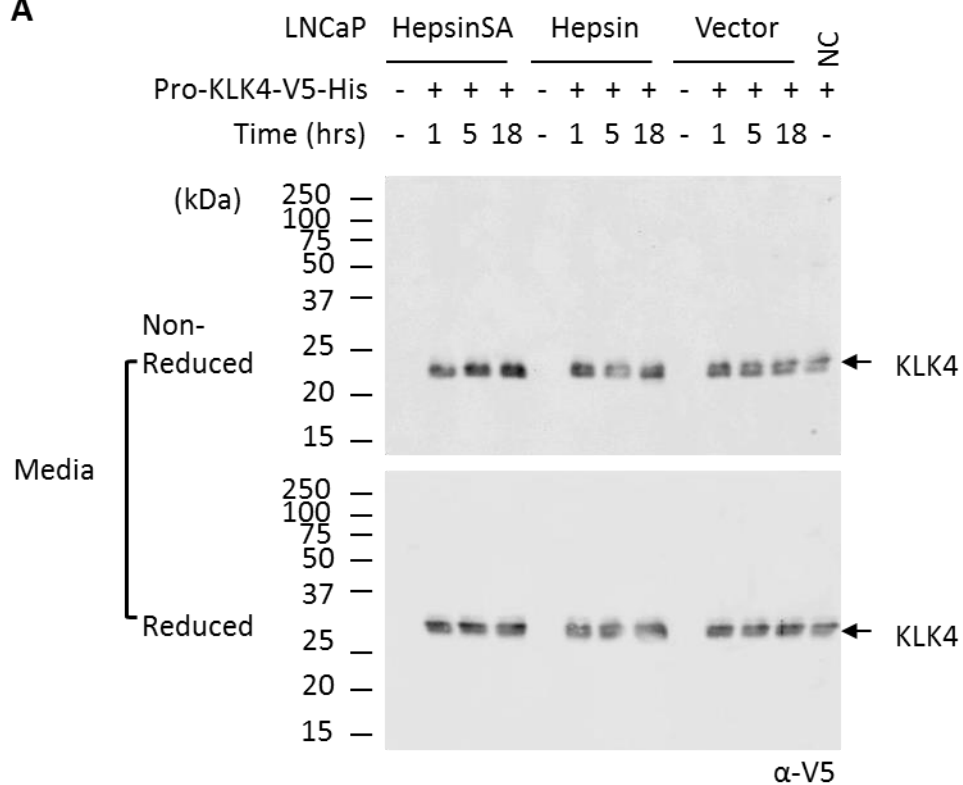 A
LNCaP HepsinSA Hepsin Vector NC
Pro-KLK4-V5-His - + + + - + + + - + + + +
Time (hrs) - 1 5 18 - 1 5 18 - 1 5 18 -
(kDa)
250
100
75
50
37
25
20
15
Non-
Reduced
KLK4
Media
250
100
75
50
37
25
20
15
Reduced
KLK4
α-V5